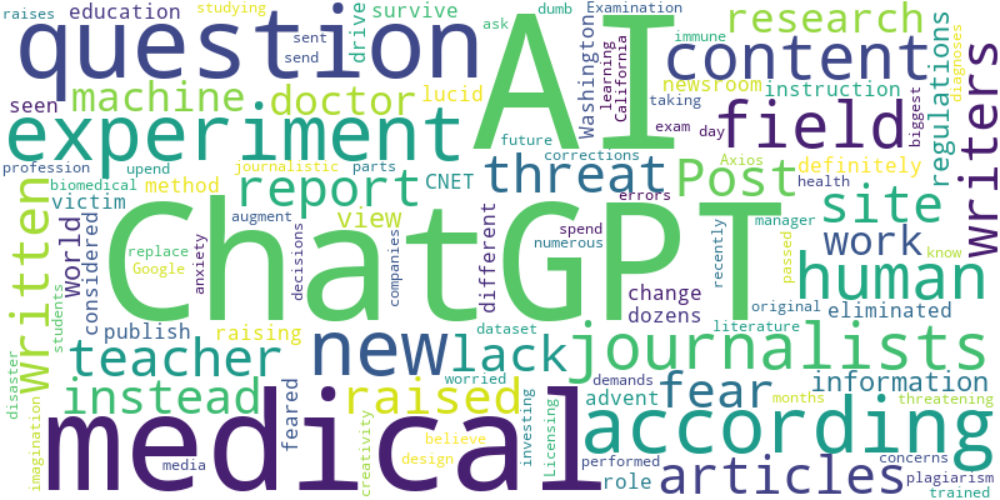 raises
education
studying
sent
send
drive
survive
ask
dumb
Examination
question
AI
immune
content
research
seen
machine
doctor
lucid
CNET
learning
California
Washington
newsroom
instruction
taking
regulations
diagnoses
writers
experiment
future
exam
day
field
biggest
profession
upend
journalistic
parts
corrections
threat
errors
Post
Axios
definitely
health
biomedical
method
report
victim
written
world
considered
augment
view
different
spend
numerous
site
work
manager
know
replace
Google
anxiety
ChatGPT
decisions
companies
recently
passed
human
students
publish
raising
change
dozens
original
eliminated
dataset
literature
disaster
teacher
new
lack
journalists
instead
feared
raised
worried
investing
Licensing
demands
advent
fear
months
information
threatening
imagination
medical
media
creativity
believe
design
according
performed
role
articles
concerns
plagiarism
trained